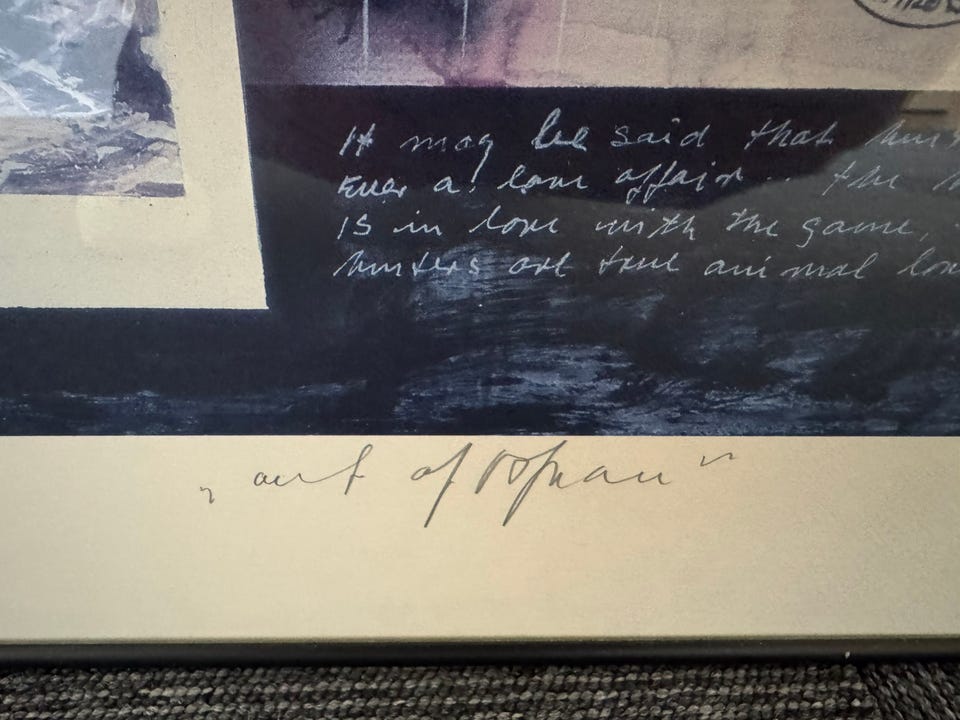 It may be said that
Ever a! love affair... the
is in love with the game,
hunters are true animal
„art of